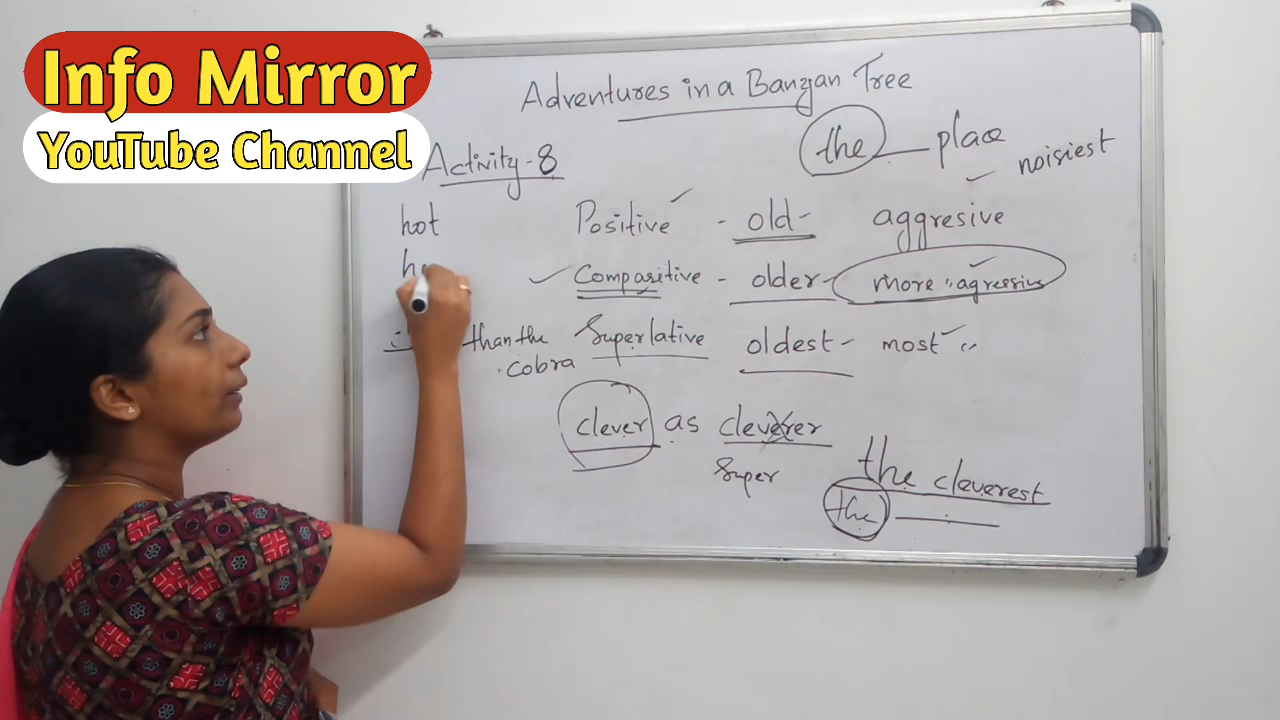 Info Mirror
YouTube Channel
Adventures in a Banyan Tree
the place
Activity-8
noisiest
hot
Positive - old - aggresive
Comparitive - older - more " agressive
than the
cobra
Superlative oldest - most "
clever as cleverer
Super
the cleverest
the